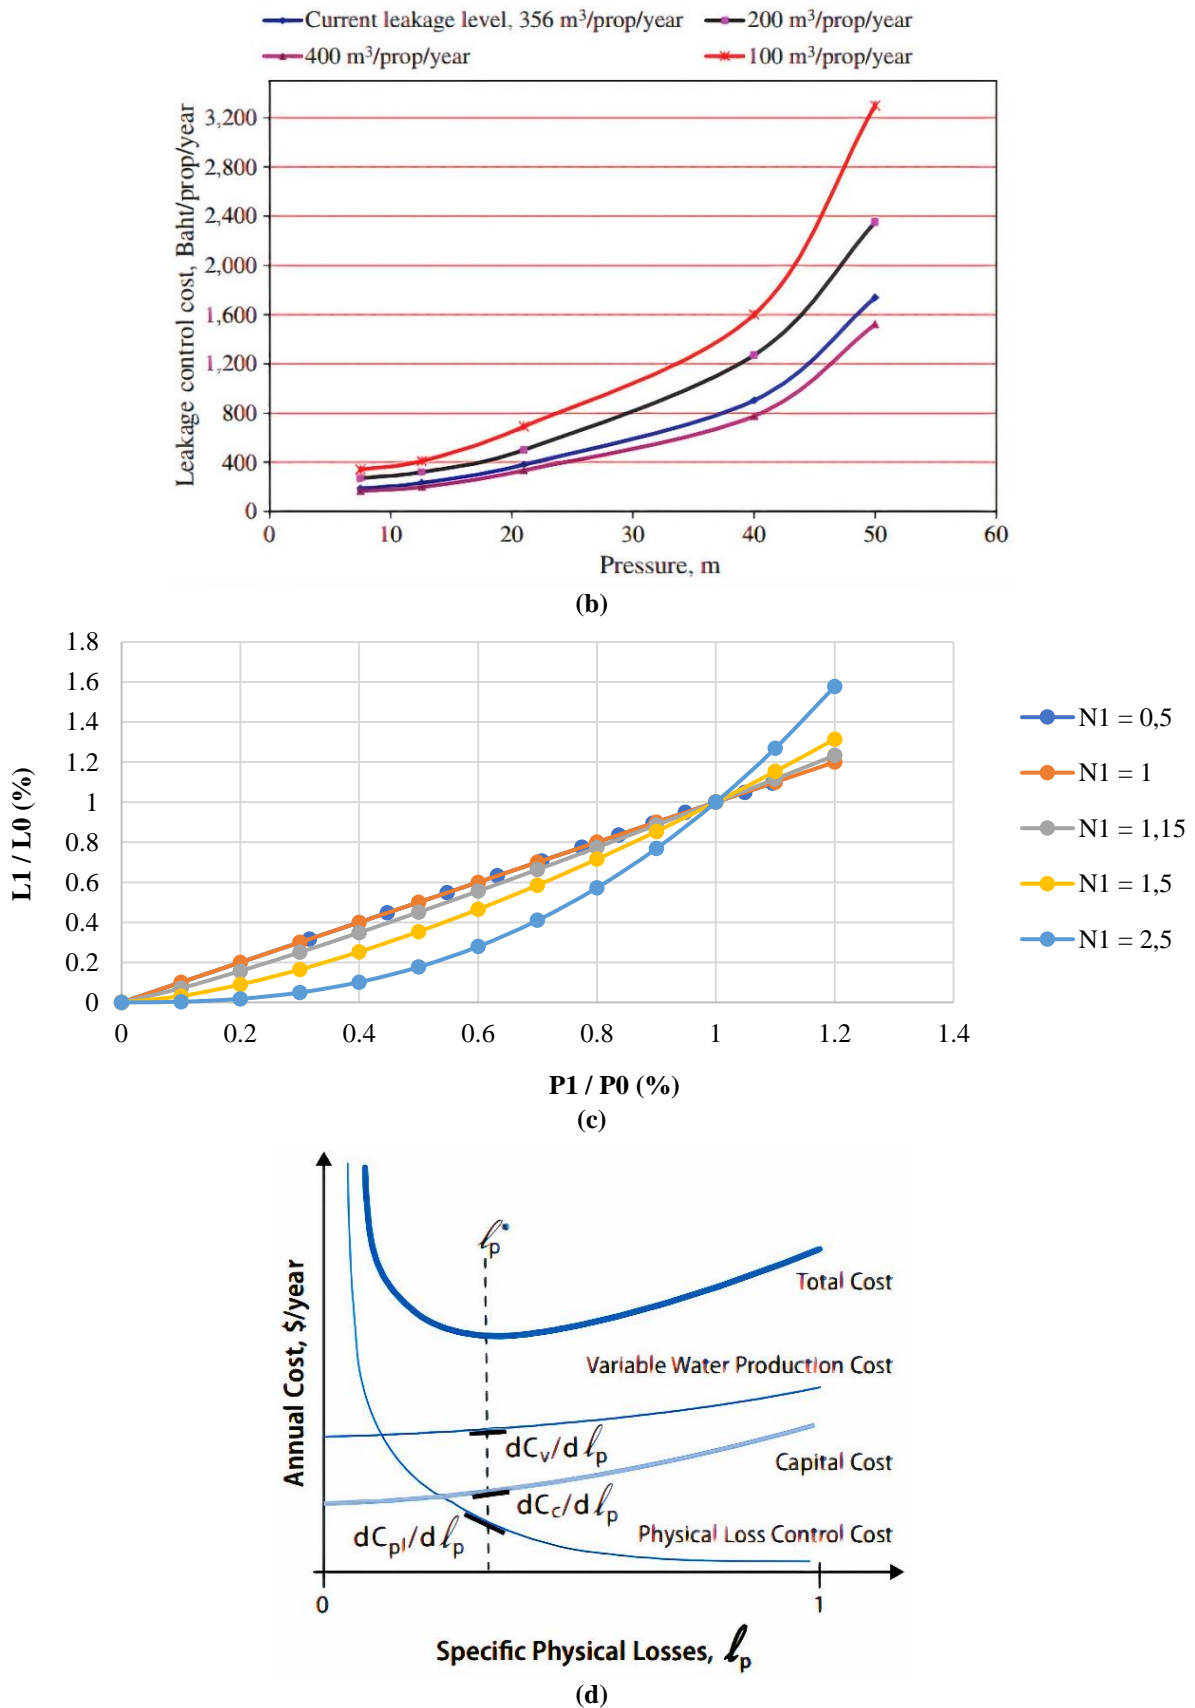 Current leakage level, 356 m³/prop/year
200 m³/prop/year
400 m³/prop/year
100 m³/prop/year
Leakage control cost, Baht/prop/year
3,200
2,800
2,400
2,000
1,600
1,200
800
400
0
0 10 20 30 40 50 60
Pressure, m
(b)
L1 / L0 (%)
1.8
1.6
1.4
1.2
1
0.8
0.6
0.4
0.2
0
0 0.2 0.4 0.6 0.8 1 1.2 1.4
P1 / P0 (%)
N1 = 0,5
N1 = 1
N1 = 1,15
N1 = 1,5
N1 = 2,5
(c)
Annual Cost, $/year
ℓp*
Total Cost
Variable Water Production Cost
dCv/dℓp
Capital Cost
dCc/dℓp
dCpl/dℓp
Physical Loss Control Cost
0 1
Specific Physical Losses, ℓp
(d)